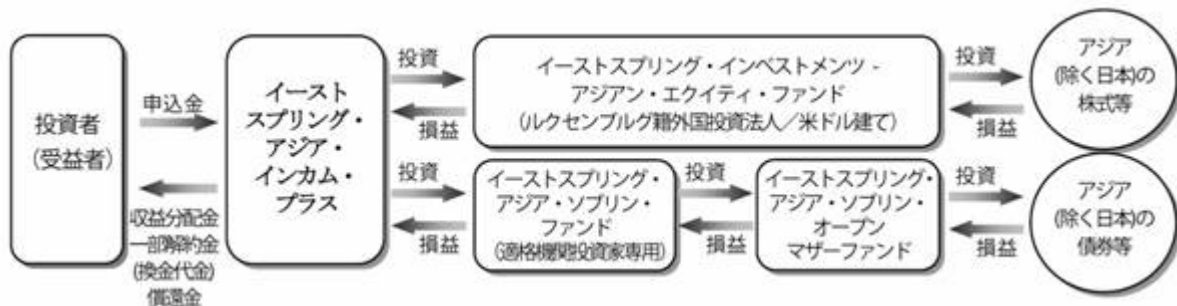 投資者
(受益者)
申込金
収益分配金
一部解約金
(換金代金)
償還金
イースト
スプリング・
アジア・
インカム・
プラス
投資
損益
イーストスプリング・インベストメンツ -
アジアン・エクイティ・ファンド
(ルクセンブルグ籍外国投資法人／米ドル建て)
投資
損益
アジア
(除く日本)の
株式等
投資
損益
イーストスプリング・
アジア・ソブリン・
ファンド
(適格機関投資家専用)
投資
損益
イーストスプリング・
アジア・ソブリン・
オープン
マザーファンド
投資
損益
アジア
(除く日本)の
債券等